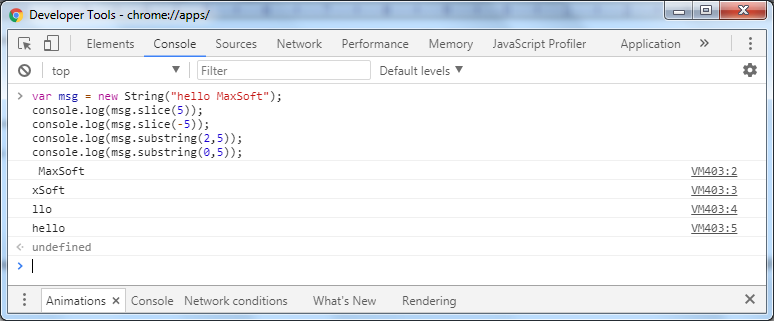 Developer Tools - chrome://apps/
Elements Console Sources Network Performance Memory JavaScript Profiler Application »
top ▼ Filter Default levels ▼
> var msg = new String("hello MaxSoft");
console.log(msg.slice(5));
console.log(msg.slice(-5));
console.log(msg.substring(2,5));
console.log(msg.substring(0,5));
 MaxSoft VM403:2
xSoft VM403:3
llo VM403:4
hello VM403:5
<· undefined
>
Animations × Console Network conditions What's New Rendering